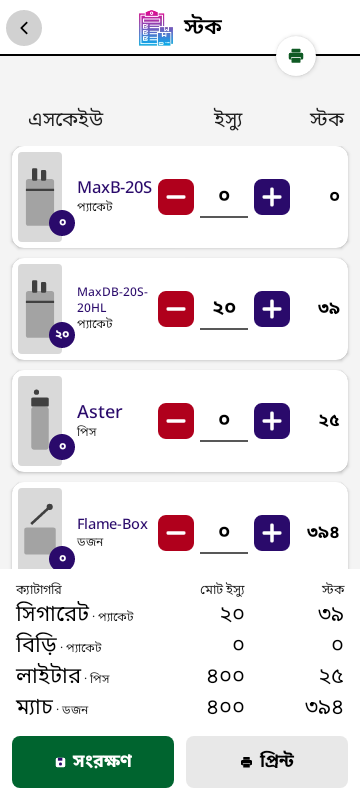 স্টক
এসকেইউ ইস্যু স্টক
MaxB-20S
প্যাকেট
০ ০ ০
MaxDB-20S-
20HL
প্যাকেট
২০ ২০ ৩৯
Aster
পিস
০ ০ ২৫
Flame-Box
ডজন
০ ০ ৩৯৪
ক্যাটাগরি মোট ইস্যু স্টক
সিগারেট · প্যাকেট ২০ ৩৯
বিড়ি · প্যাকেট ০ ০
লাইটার · পিস ৪০০ ২৫
ম্যাচ · ডজন ৪০০ ৩৯৪
সংরক্ষণ প্রিন্ট